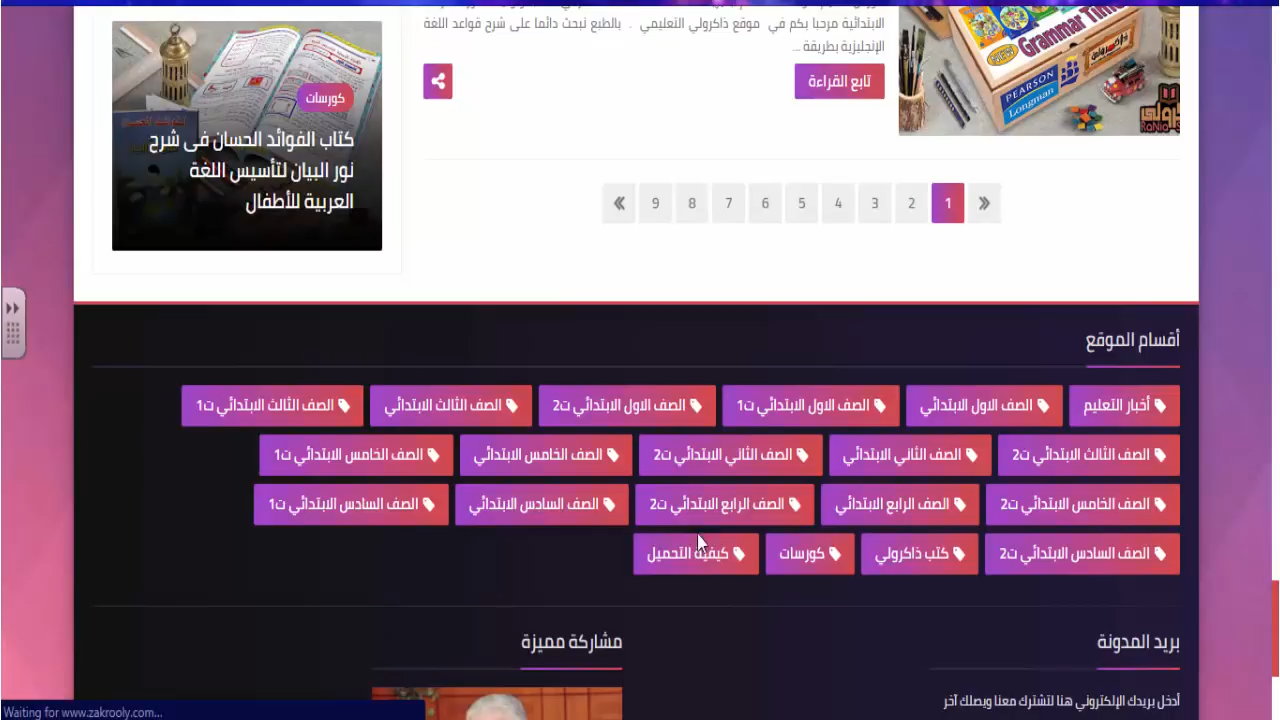 الابتدائية مرحبا بكم في موقع ذاكرولي التعليمي . بالطبع نبحث دائما على شرح قواعد اللغة
الإنجليزية بطريقة ...
تابع القراءة
Grammar Time
PEARSON
Longman
كورسات
كتاب الفوائد الحسان فى شرح
نور البيان لتأسيس اللغة
العربية للأطفال
1 2 3 4 5 6 7 8 9
أقسام الموقع
أخبار التعليم
الصف الاول الابتدائي
الصف الاول الابتدائي ت1
الصف الاول الابتدائي ت2
الصف الثالث الابتدائي
الصف الثالث الابتدائي ت1
الصف الثالث الابتدائي ت2
الصف الثاني الابتدائي
الصف الثاني الابتدائي ت2
الصف الخامس الابتدائي
الصف الخامس الابتدائي ت1
الصف الخامس الابتدائي ت2
الصف الرابع الابتدائي
الصف الرابع الابتدائي ت2
الصف السادس الابتدائي
الصف السادس الابتدائي ت1
الصف السادس الابتدائي ت2
كتب ذاكرولي
كورسات
كيفية التحميل
بريد المدونة
مشاركة مميزة
أدخل بريدك الإلكتروني هنا لتشترك معنا ويصلك آخر
Waiting for www.zakrooly.com...